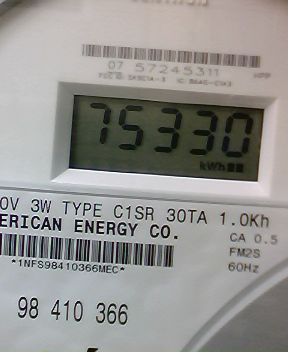 07 57245311
75330
kWh
0V 3W TYPE C1SR 30TA 1.0Kh
ERICAN ENERGY CO.
CA 0.5
FM2S
60Hz
*1NFS98410366MEC*
98 410 366